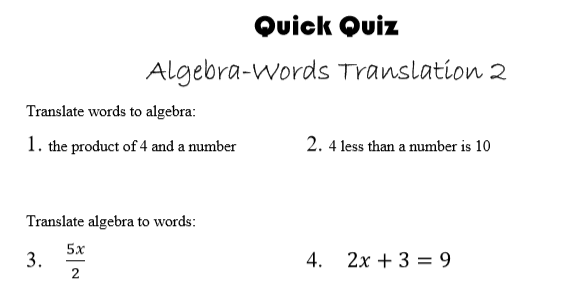 Quick Quiz
Algebra-Words Translation 2
Translate words to algebra:
1. the product of 4 and a number
2. 4 less than a number is 10
Translate algebra to words:
3. 5x/2
4. 2x + 3 = 9